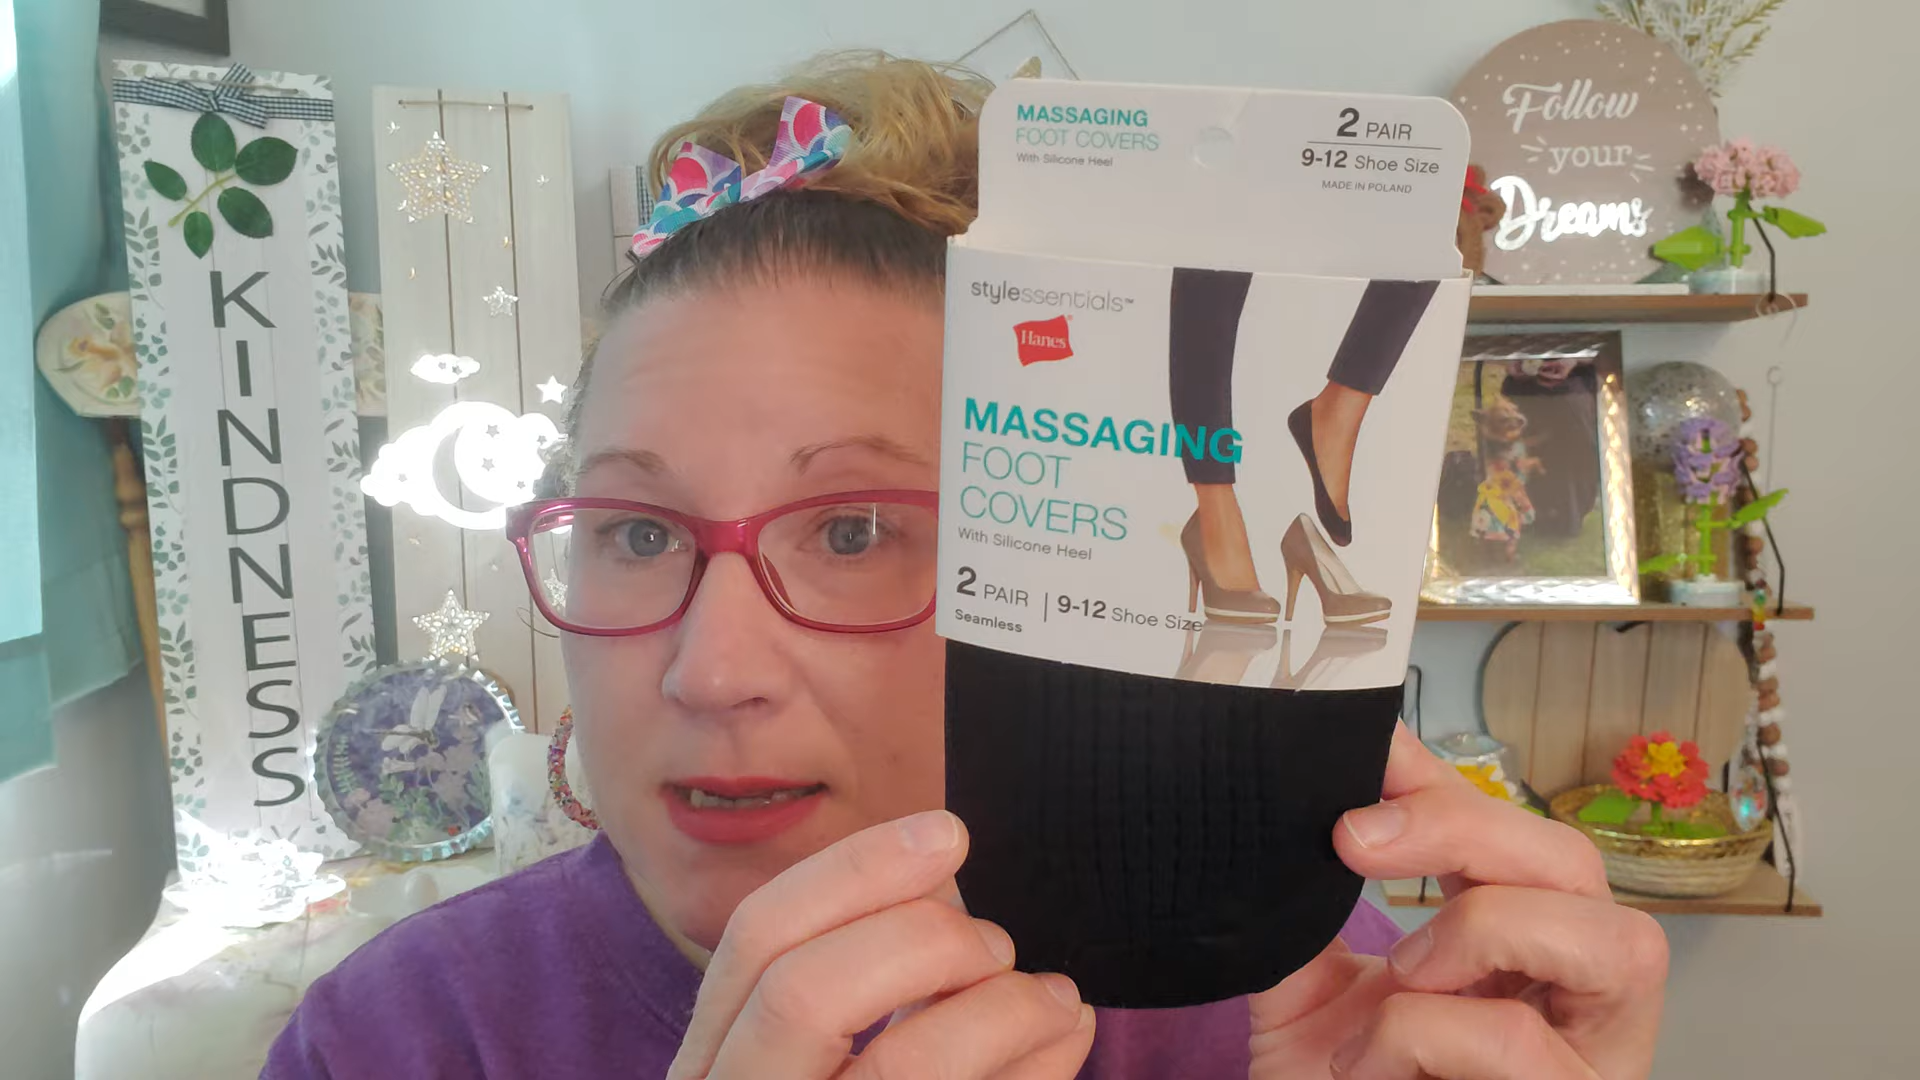 KINDNESS
MASSAGING
FOOT COVERS
With Silicone Heel
2 PAIR
9-12 Shoe Size
MADE IN POLAND
stylessentials™
Hanes®
MASSAGING
FOOT
COVERS
With Silicone Heel
2 PAIR | 9-12 Shoe Size
Seamless
Follow
your
Dreams